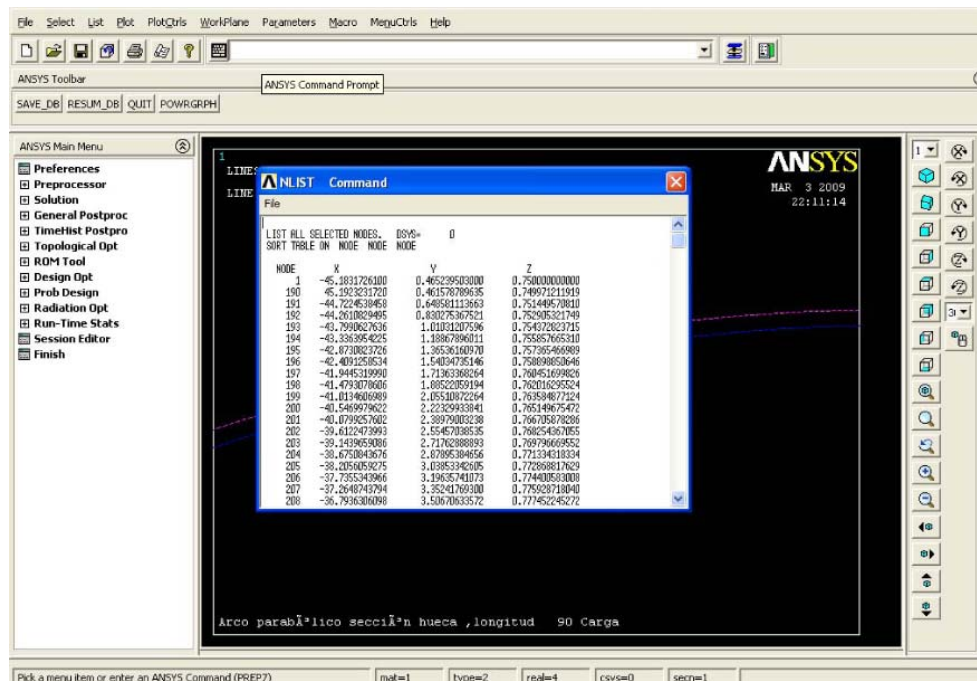 File Select List Plot PlotCtrls WorkPlane Parameters Macro MenuCtrls Help
ANSYS Toolbar
ANSYS Command Prompt
SAVE_DB RESUM_DB QUIT POWRGRPH
ANSYS Main Menu
Preferences
Preprocessor
Solution
General Postproc
TimeHist Postpro
Topological Opt
ROM Tool
Design Opt
Prob Design
Radiation Opt
Run-Time Stats
Session Editor
Finish
1
LINES
LINE
ANSYS
MAR 3 2009
22:11:14
NLIST Command
File
LIST ALL SELECTED NODES. DSYS= 0
SORT TABLE ON NODE NODE NODE
NODE X Y Z
1 -45.1831726100 0.465239503000 0.750000000000
190 45.1923231720 0.461578789635 0.749971211919
191 -44.7224538458 0.648581113663 0.751449570810
192 -44.2610829495 0.830275367521 0.752905321749
193 -43.7990627636 1.01031207596 0.754372823715
194 -43.3363954225 1.18867896011 0.755857665310
195 -42.8730823726 1.36536160970 0.757365466989
196 -42.4091258534 1.54034735146 0.758898850646
197 -41.9445319990 1.71363368264 0.760451699826
198 -41.4793078606 1.88522059194 0.762016295524
199 -41.0134606989 2.05510872264 0.763584877124
200 -40.5469979622 2.22329933841 0.765149675472
201 -40.0799257602 2.38979003238 0.766705878286
202 -39.6122473993 2.55457038535 0.768254367055
203 -39.1439659086 2.71762888893 0.769796669552
204 -38.6750843676 2.87895384656 0.771334318334
205 -38.2056059275 3.03853342605 0.772868817629
206 -37.7355343966 3.19635741073 0.774400583008
207 -37.2648743794 3.35241769300 0.775928718040
208 -36.7936306098 3.50670633572 0.777452245272
Arco parabÃ³lico secciÃ³n hueca ,longitud 90 Carga
1
Pick a menu item or enter an ANSYS Command (PREP7) mat=1 type=2 real=4 csys=0 secn=1